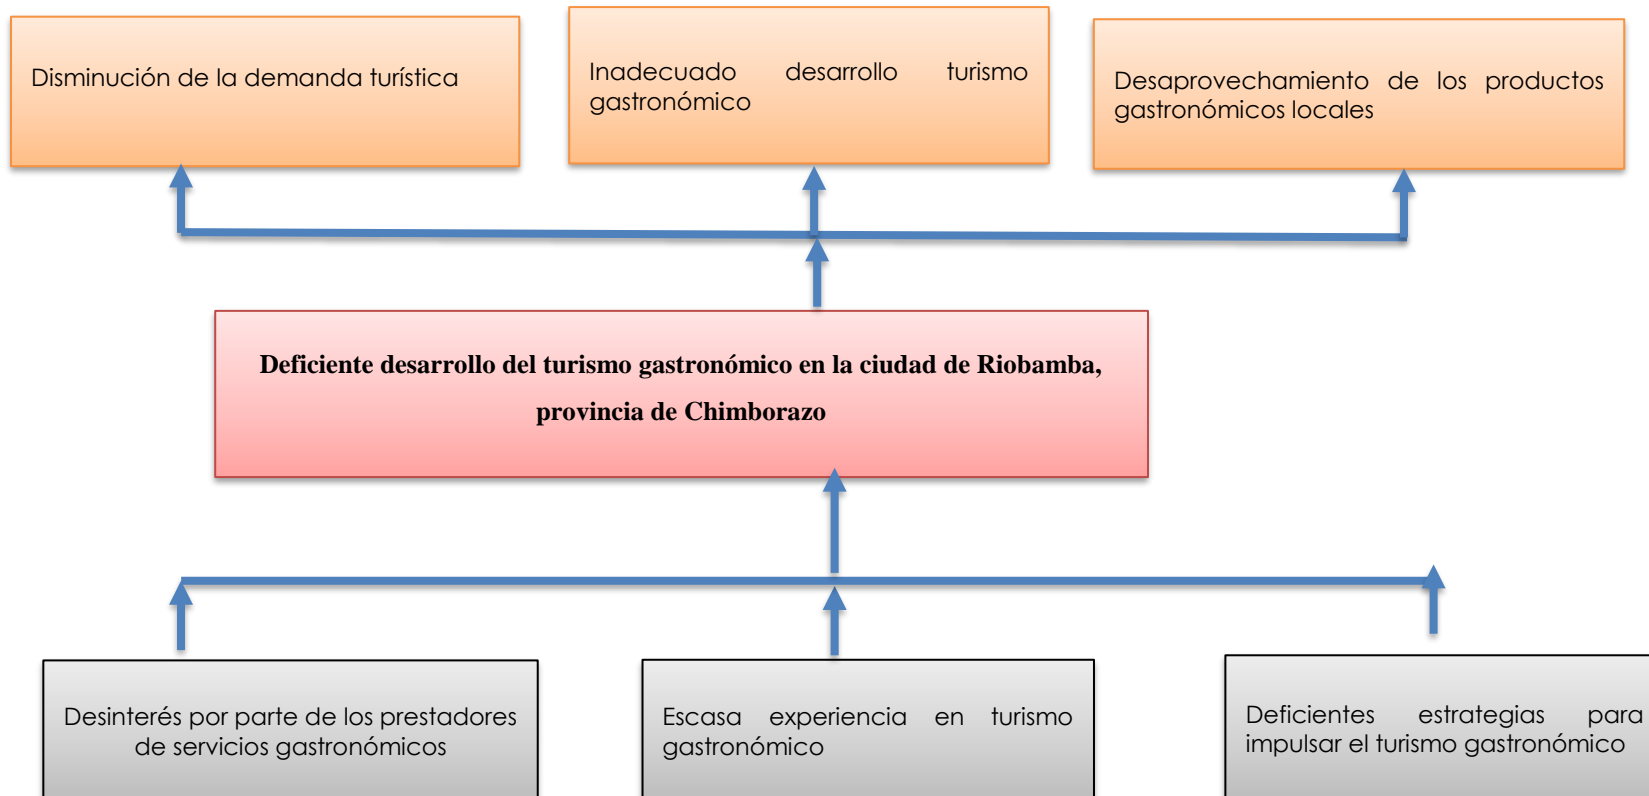 Disminución de la demanda turística
Inadecuado desarrollo turismo
gastronómico
Desaprovechamiento de los productos
gastronómicos locales
Deficiente desarrollo del turismo gastronómico en la ciudad de Riobamba,
provincia de Chimborazo
Desinterés por parte de los prestadores
de servicios gastronómicos
Escasa experiencia en turismo
gastronómico
Deficientes estrategias para
impulsar el turismo gastronómico